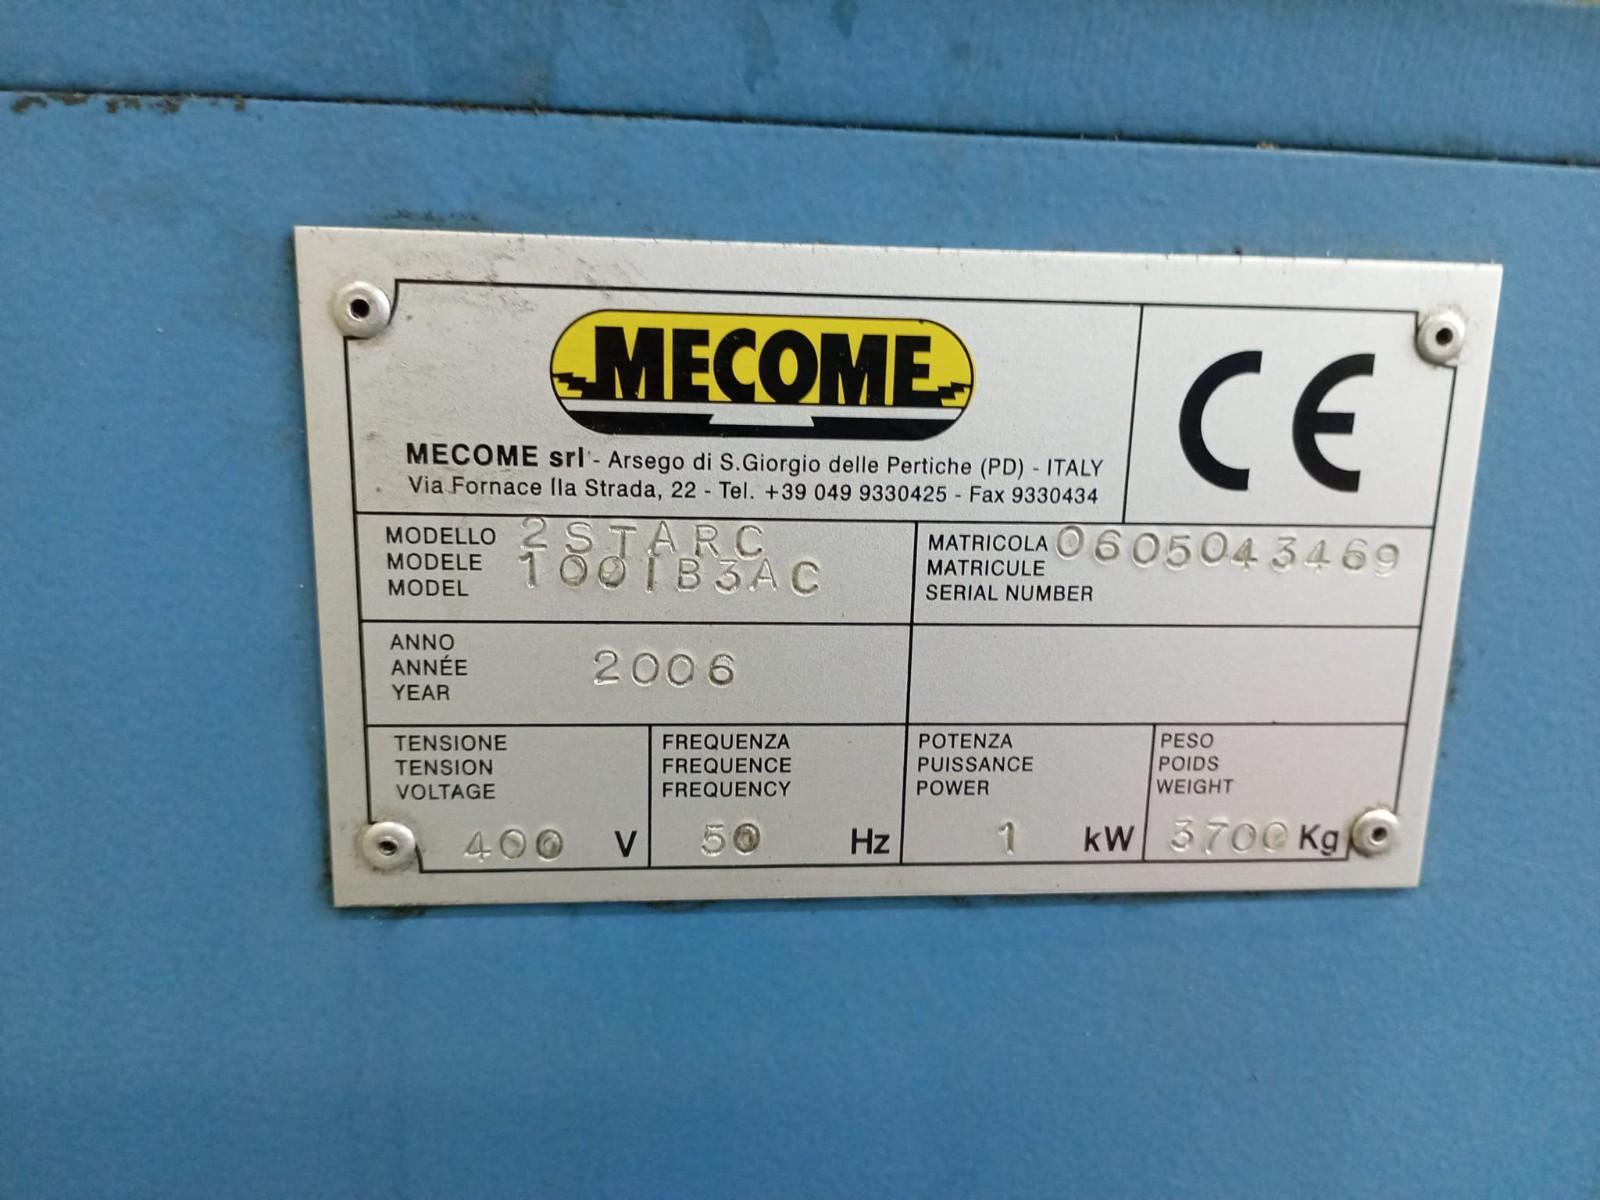 MECOME
MECOME srl - Arsego di S.Giorgio delle Pertiche (PD) - ITALY
Via Fornace IIa Strada, 22 - Tel. +39 049 9330425 - Fax 9330434
CE
MODELLO 2STARC
MODELE 1001B3AC
MODEL
MATRICOLA 0605043469
MATRICULE
SERIAL NUMBER
ANNO
ANNÉE 2006
YEAR
TENSIONE
TENSION
VOLTAGE
400 V
FREQUENZA
FREQUENCE
FREQUENCY
50 Hz
POTENZA
PUISSANCE
POWER
1 kW
PESO
POIDS
WEIGHT
3700 Kg